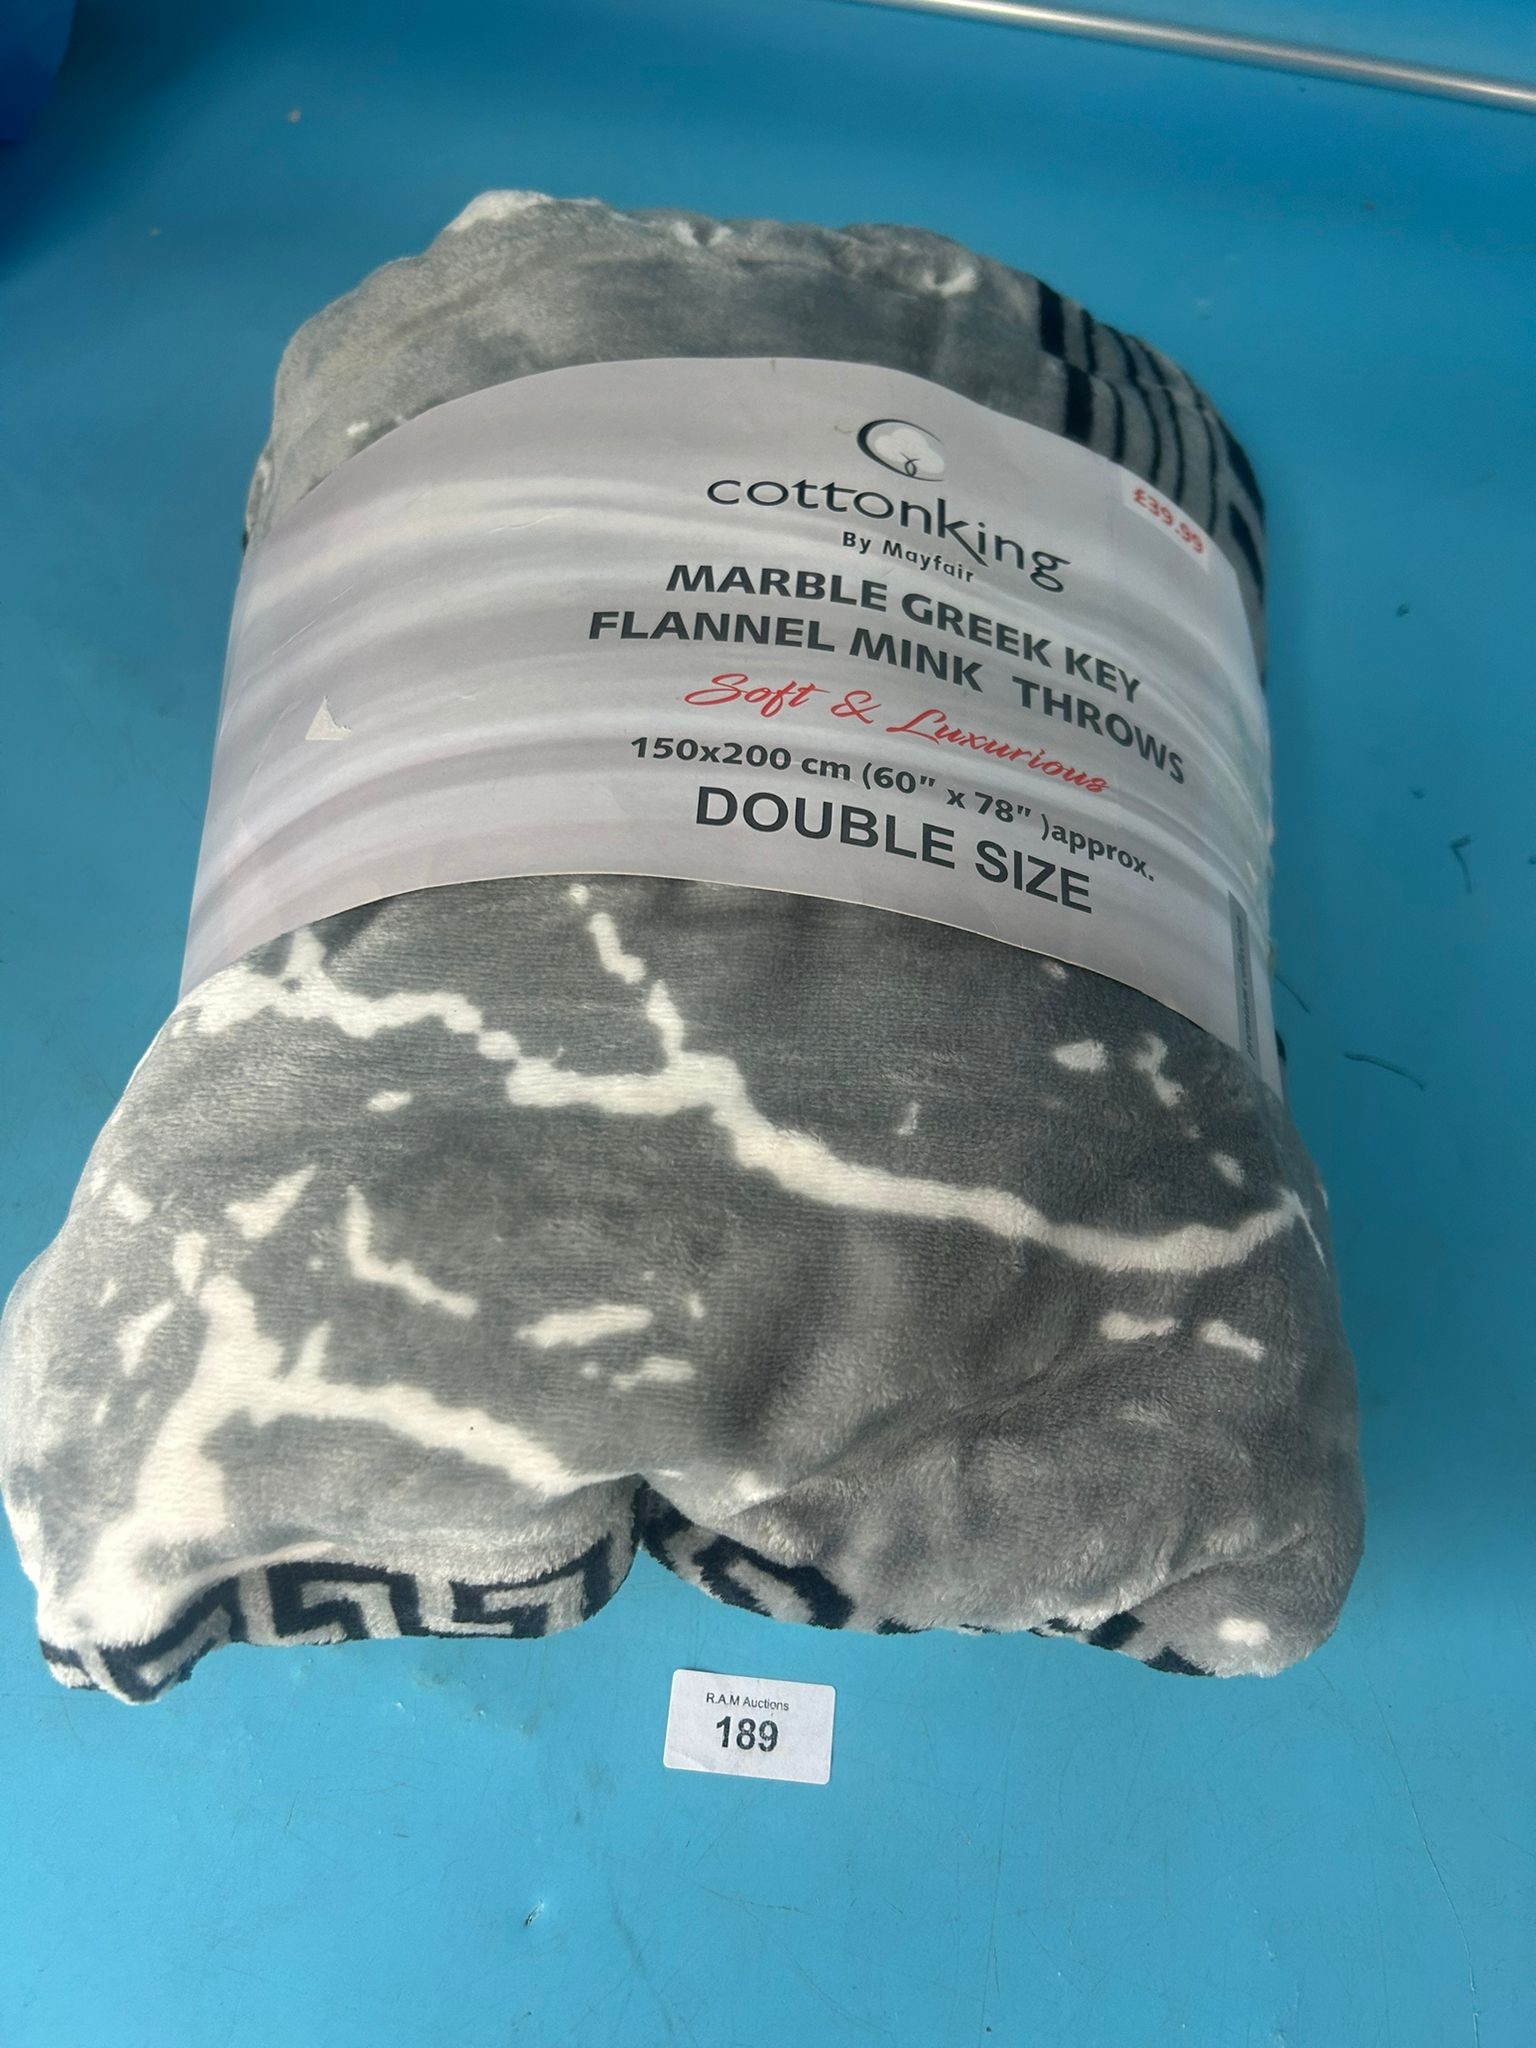 cottonking
£39.99
By Mayfair
MARBLE GREEK KEY
FLANNEL MINK THROWS
Soft & Luxurious
150x200 cm (60" x 78" )approx.
DOUBLE SIZE
R.A.M Auctions
189